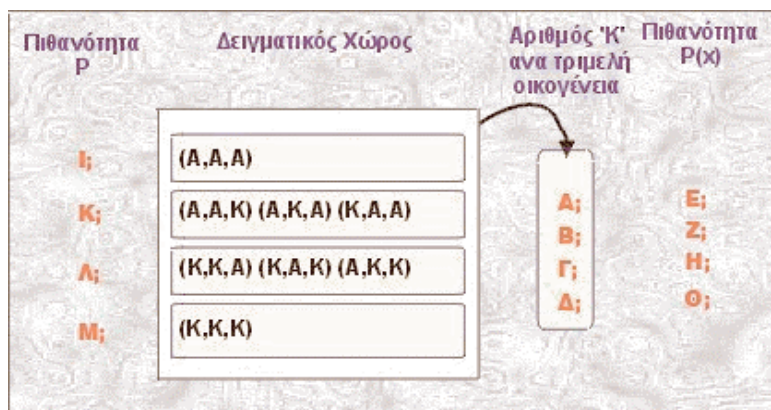 Πιθανότητα
P
Δειγματικός Χώρος
Αριθμός 'Κ'
ανα τριμελή
οικογένεια
Πιθανότητα
P(x)
Ι;
(Α,Α,Α)
Κ;
(Α,Α,Κ) (Α,Κ,Α) (Κ,Α,Α)
Λ;
(Κ,Κ,Α) (Κ,Α,Κ) (Α,Κ,Κ)
Μ;
(Κ,Κ,Κ)
Α;
Β;
Γ;
Δ;
Ε;
Ζ;
Η;
Θ;